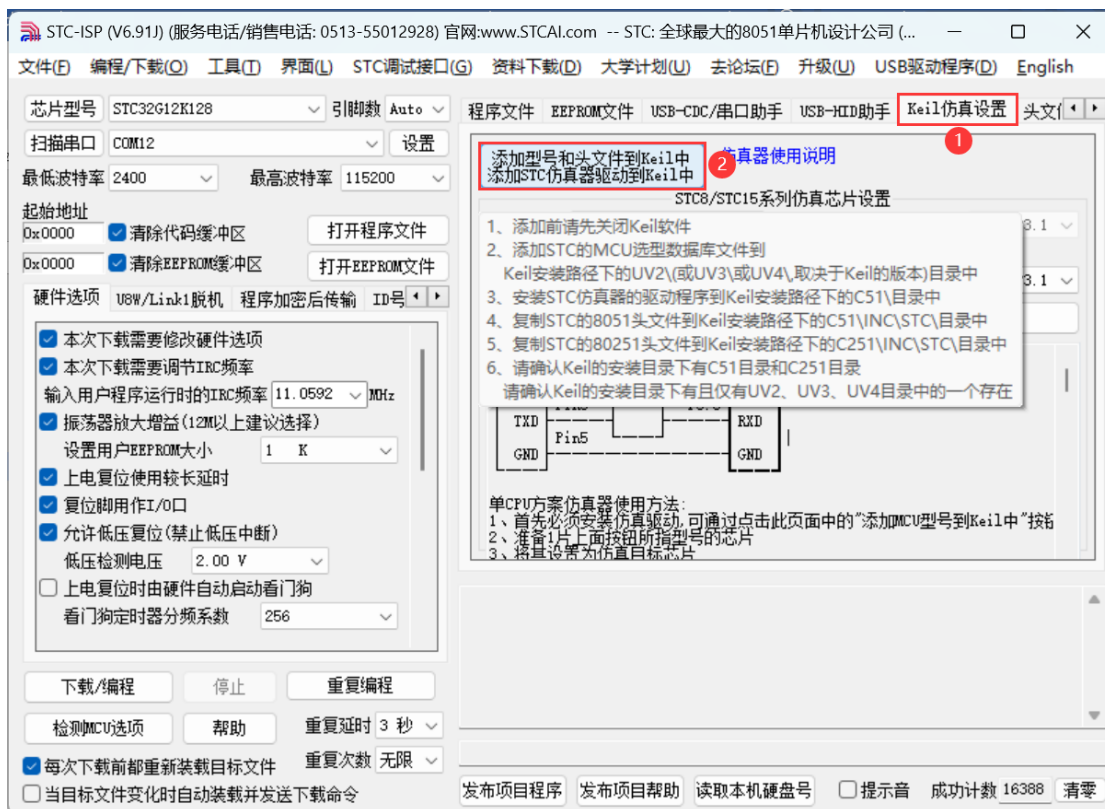 STC-ISP (V6.91J) (服务电话/销售电话: 0513-55012928) 官网:www.STCAI.com -- STC: 全球最大的8051单片机设计公司 (...
文件(F) 编程/下载(O) 工具(T) 界面(L) STC调试接口(G) 资料下载(D) 大学计划(U) 去论坛(F) 升级(U) USB驱动程序(D) English
芯片型号 STC32G12K128 引脚数 Auto
扫描串口 COM12 设置
最低波特率 2400 最高波特率 115200
起始地址
0x0000 清除代码缓冲区 打开程序文件
0x0000 清除EEPROM缓冲区 打开EEPROM文件
硬件选项 U8W/Link1脱机 程序加密后传输 ID号
本次下载需要修改硬件选项
本次下载需要调节IRC频率
输入用户程序运行时的IRC频率 11.0592 MHz
振荡器放大增益(12M以上建议选择)
设置用户EEPROM大小 1 K
上电复位使用较长延时
复位脚用作I/O口
允许低压复位(禁止低压中断)
低压检测电压 2.00 V
上电复位时由硬件自动启动看门狗
看门狗定时器分频系数 256
下载/编程 停止 重复编程
检测MCU选项 帮助 重复延时 3 秒
每次下载前都重新装载目标文件 重复次数 无限
当目标文件变化时自动装载并发送下载命令
程序文件 EEPROM文件 USB-CDC/串口助手 USB-HID助手 Keil仿真设置 头文件
1
添加型号和头文件到Keil中
添加STC仿真器驱动到Keil中
2
仿真器使用说明
STC8/STC15系列仿真芯片设置
1、添加前请先关闭Keil软件
2、添加STC的MCU选型数据库文件到
Keil安装路径下的UV2\(或UV3\或UV4\,取决于Keil的版本)目录中
3、安装STC仿真器的驱动程序到Keil安装路径下的C51\目录中
4、复制STC的8051头文件到Keil安装路径下的C51\INC\STC\目录中
5、复制STC的80251头文件到Keil安装路径下的C251\INC\STC\目录中
6、请确认Keil的安装目录下有C51目录和C251目录
请确认Keil的安装目录下有且仅有UV2、UV3、UV4目录中的一个存在
3.1
3.1
TXD RXD
Pin5
GND GND
单CPU方案仿真器使用方法:
1、首先必须安装仿真驱动,可通过点击此页面中的"添加MCU型号到Keil中"按钮
2、准备1片上面按钮所指型号的芯片
3、将其设置为仿真目标芯片
发布项目程序 发布项目帮助 读取本机硬盘号 提示音 成功计数 16388 清零